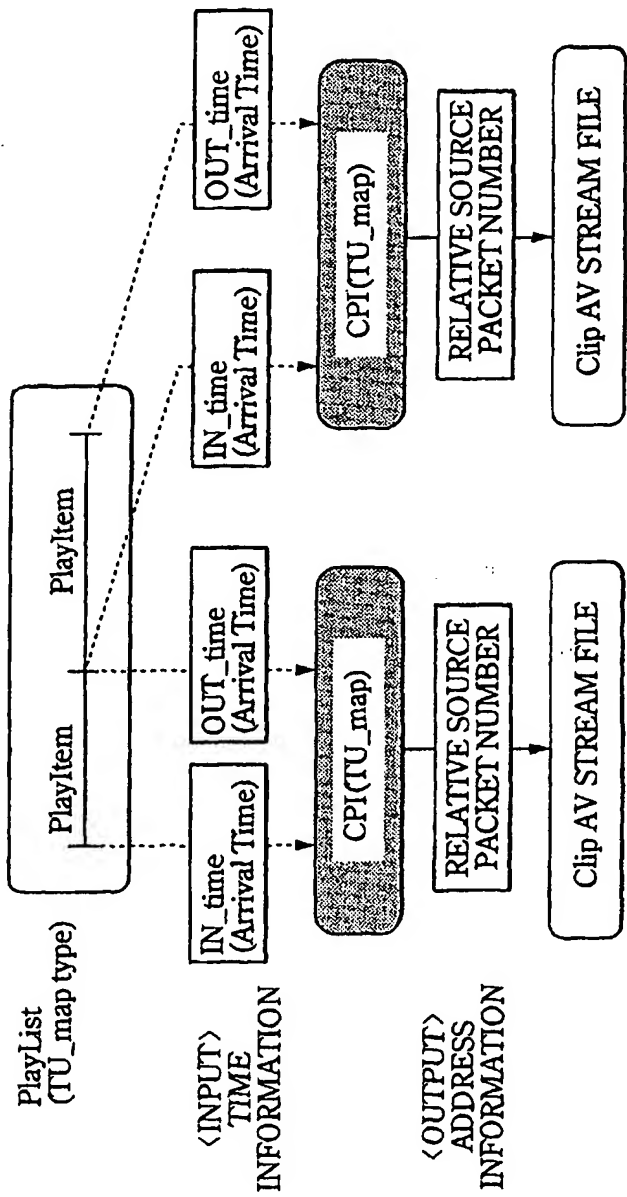 PlayList
(TU_map type)
PlayItem
PlayItem
<INPUT>
TIME
INFORMATION
IN_time
(Arrival Time)
OUT_time
(Arrival Time)
IN_time
(Arrival Time)
OUT_time
(Arrival Time)
CPI(TU_map)
CPI(TU_map)
<OUTPUT>
ADDRESS
INFORMATION
RELATIVE SOURCE
PACKET NUMBER
RELATIVE SOURCE
PACKET NUMBER
Clip AV STREAM FILE
Clip AV STREAM FILE